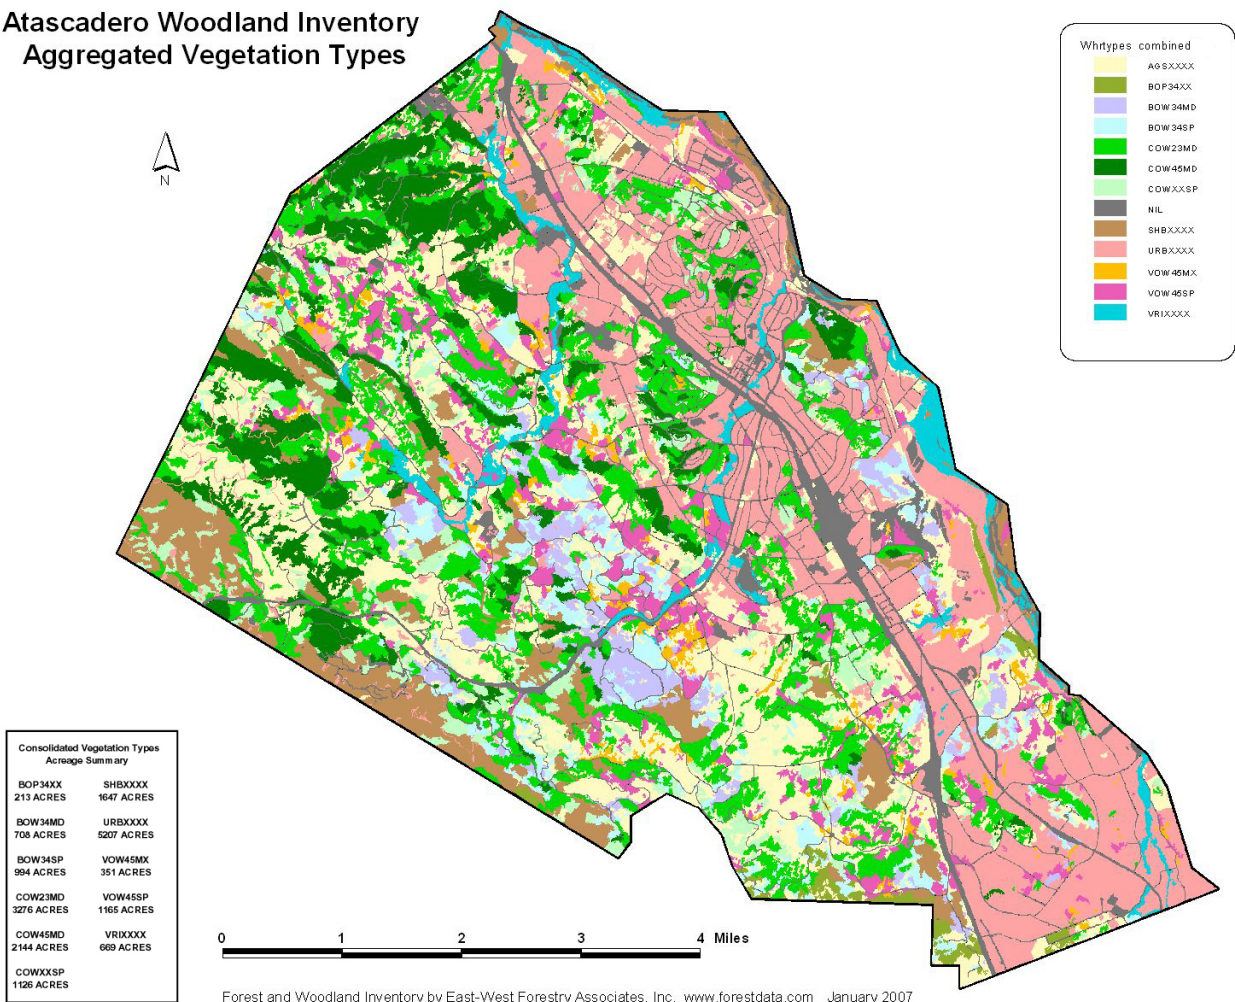 Atascadero Woodland Inventory
Aggregated Vegetation Types
N
Whrtypes combined
AGSXXXX
BOP34XX
BOW34MD
BOW34SP
COW23MD
COW45MD
COWXXSP
NIL
SHBXXXX
URBXXXX
VOW45MX
VOW45SP
VRIXXXX
Consolidated Vegetation Types
Acreage Summary
BOP34XX SHBXXXX
213 ACRES 1647 ACRES
BOW34MD URBXXXX
708 ACRES 5207 ACRES
BOW34SP VOW45MX
994 ACRES 351 ACRES
COW23MD VOW45SP
3276 ACRES 1165 ACRES
COW45MD VRIXXXX
2144 ACRES 669 ACRES
COWXXSP
1126 ACRES
0 1 2 3 4 Miles
Forest and Woodland Inventory by East-West Forestry Associates, Inc. www.forestdata.com January 2007